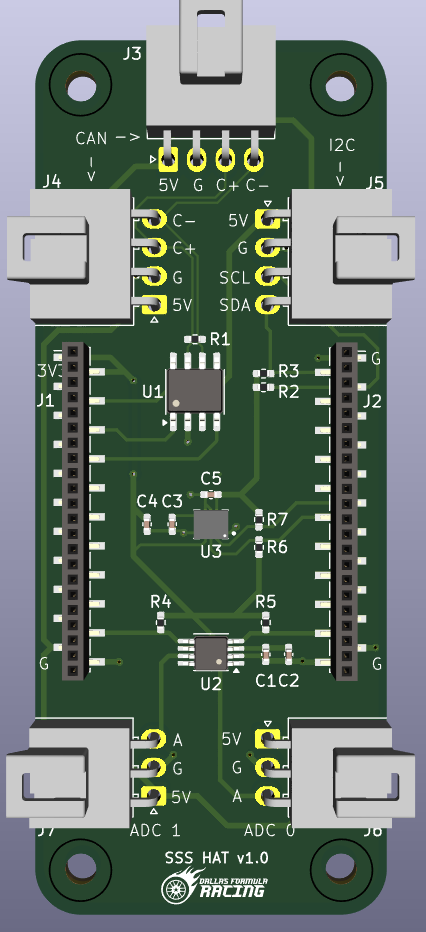 J3
CAN ->
I2C
5V G C+ C-
J4
J5
C-
C+
G
5V
5V
G
SCL
SDA
R1
3V3
G
U1
R3
R2
J1
J2
C5
C4 C3
R7
U3
R6
R4
R5
G
G
U2
C1 C2
A
G
5V
5V
G
A
J7
ADC 1
ADC 0
J6
SSS HAT v1.0
DALLAS FORMULA
RACING